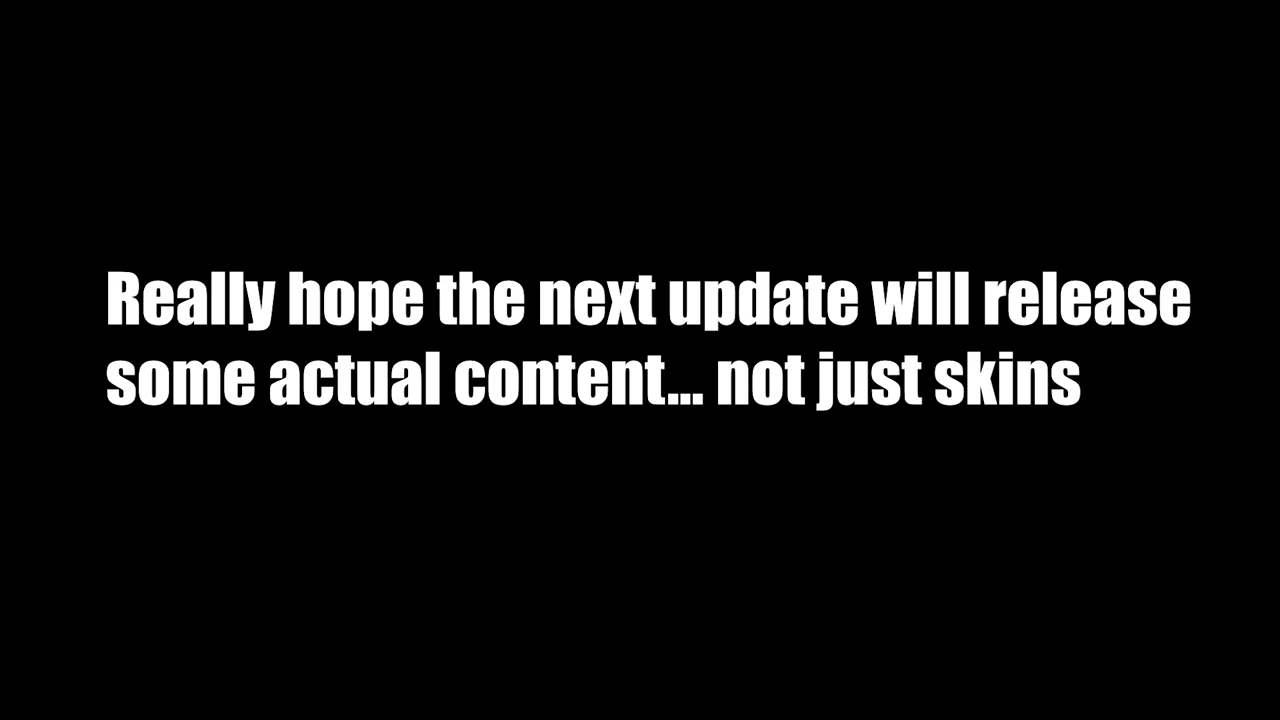 Really hope the next update will release
some actual content... not just skins